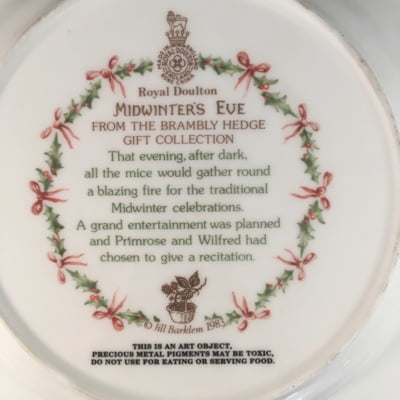 Royal Doulton
MIDWINTER'S EVE
FROM THE BRAMBLY HEDGE
GIFT COLLECTION
That evening, after dark,
all the mice would gather round
a blazing fire for the traditional
Midwinter celebrations.
A grand entertainment was planned
and Primrose and Wilfred had
chosen to give a recitation.
© Jill Barklem 1983
THIS IS AN ART OBJECT,
PRECIOUS METAL PIGMENTS MAY BE TOXIC,
DO NOT USE FOR EATING OR SERVING FOOD.